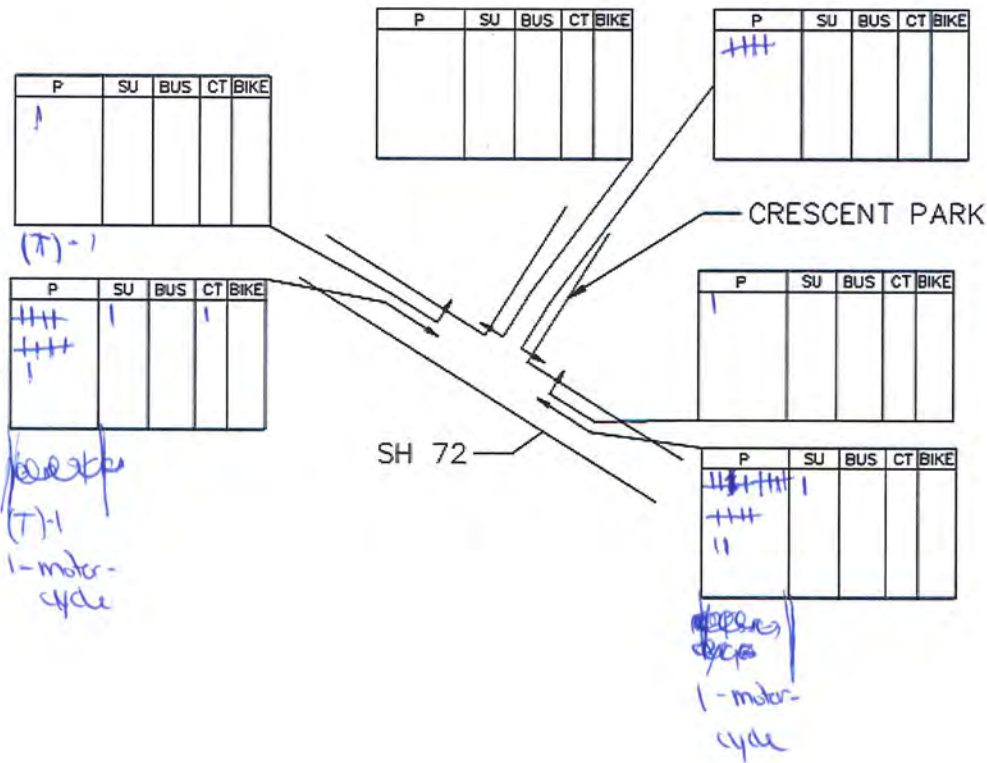 P SU BUS CT BIKE
P SU BUS CT BIKE
P SU BUS CT BIKE
(T)-1
CRESCENT PARK
P SU BUS CT BIKE
1 1
P SU BUS CT BIKE
1
SH 72
P SU BUS CT BIKE
1
(T)-1
1-motor-
cycle
1-motor-
cycle